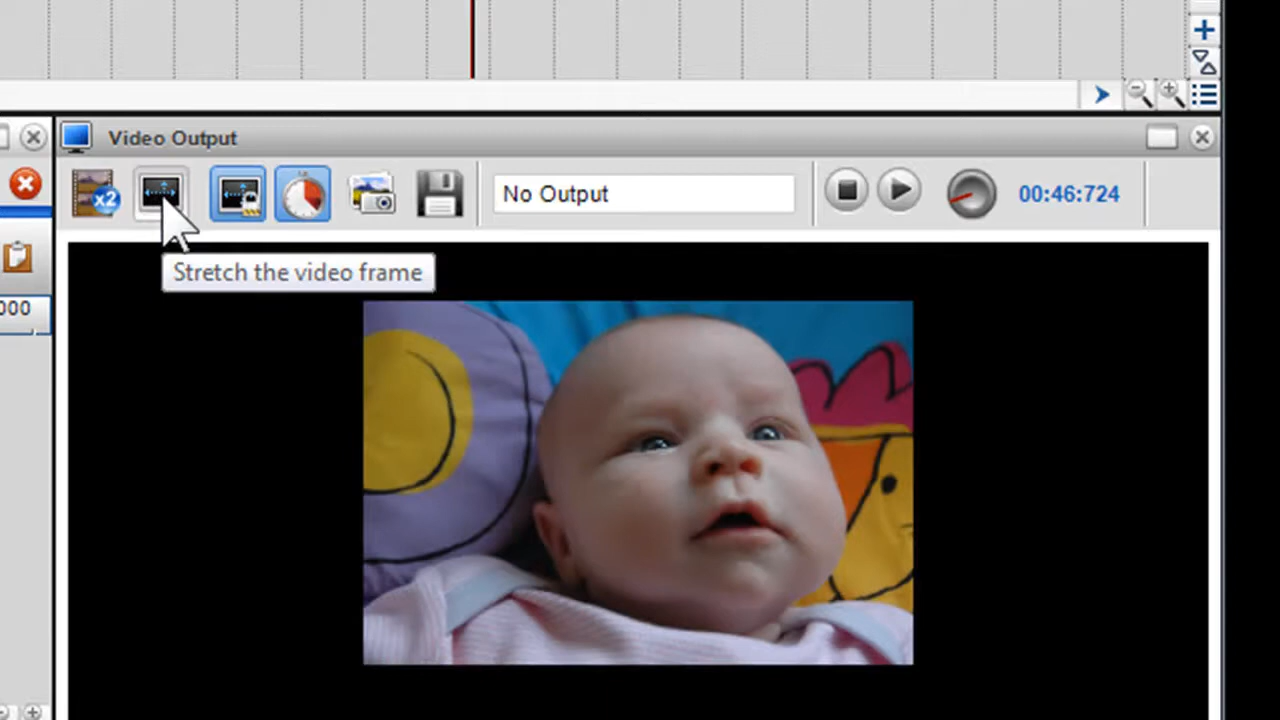 Video Output
x2
No Output
00:46:724
Stretch the video frame
000